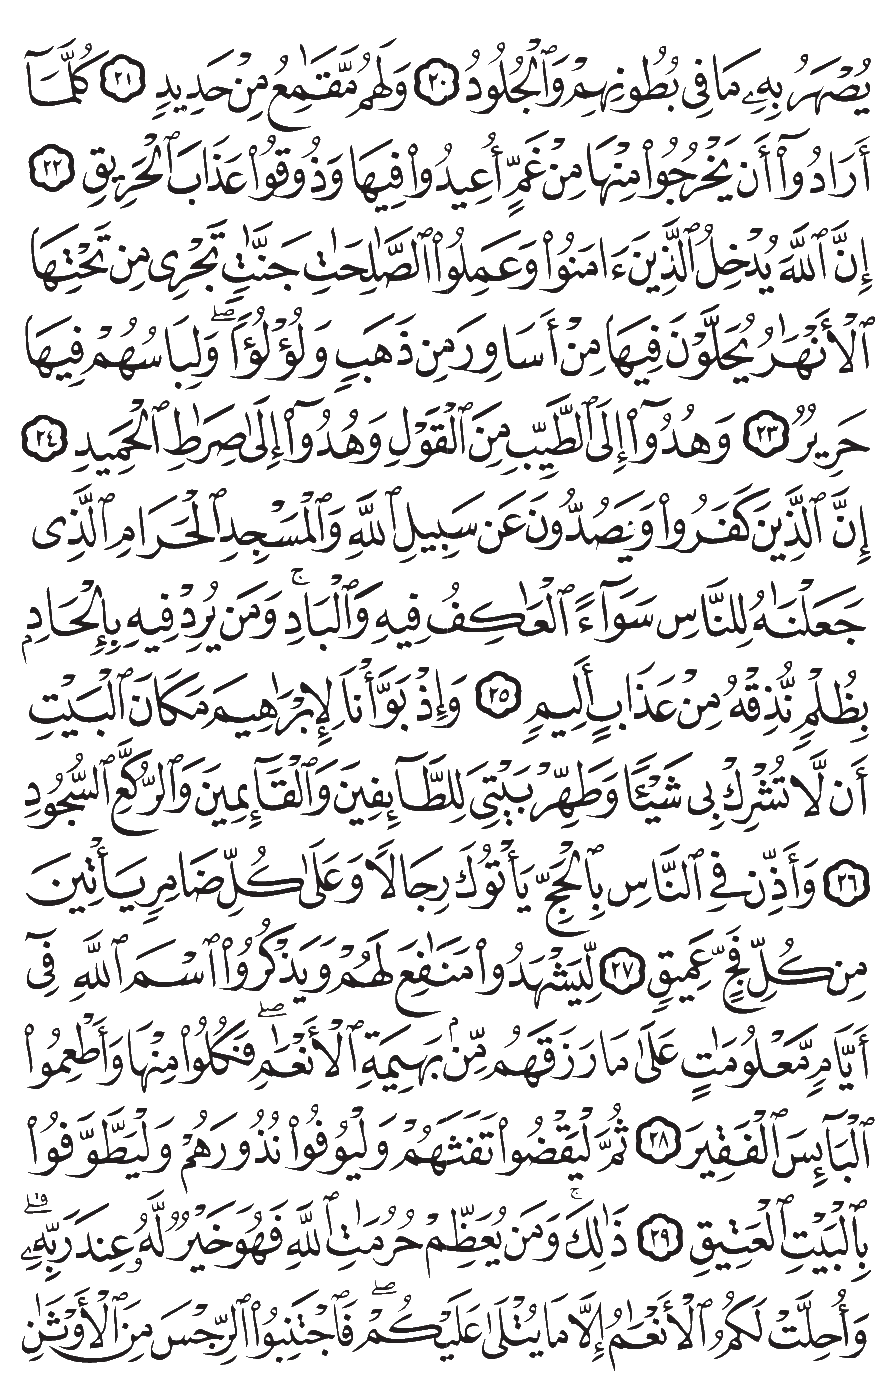 يُصْهَرُ بِهِۦ مَا فِى بُطُونِهِمْ وَٱلْجُلُودُ ٢٠ وَلَهُم مَّقَٰمِعُ مِنْ حَدِيدٍ ٢١ كُلَّمَآ
أَرَادُوٓا۟ أَن يَخْرُجُوا۟ مِنْهَا مِنْ غَمٍّ أُعِيدُوا۟ فِيهَا وَذُوقُوا۟ عَذَابَ ٱلْحَرِيقِ ٢٢
إِنَّ ٱللَّهَ يُدْخِلُ ٱلَّذِينَ ءَامَنُوا۟ وَعَمِلُوا۟ ٱلصَّٰلِحَٰتِ جَنَّٰتٍ تَجْرِى مِن تَحْتِهَا
ٱلْأَنْهَٰرُ يُحَلَّوْنَ فِيهَا مِنْ أَسَاوِرَ مِن ذَهَبٍ وَلُؤْلُؤًا ۖ وَلِبَاسُهُمْ فِيهَا
حَرِيرٌ ٢٣ وَهُدُوٓا۟ إِلَى ٱلطَّيِّبِ مِنَ ٱلْقَوْلِ وَهُدُوٓا۟ إِلَىٰ صِرَٰطِ ٱلْحَمِيدِ ٢٤
إِنَّ ٱلَّذِينَ كَفَرُوا۟ وَيَصُدُّونَ عَن سَبِيلِ ٱللَّهِ وَٱلْمَسْجِدِ ٱلْحَرَامِ ٱلَّذِى
جَعَلْنَٰهُ لِلنَّاسِ سَوَآءً ٱلْعَٰكِفُ فِيهِ وَٱلْبَادِ ۚ وَمَن يُرِدْ فِيهِ بِإِلْحَادٍۭ
بِظُلْمٍ نُّذِقْهُ مِنْ عَذَابٍ أَلِيمٍ ٢٥ وَإِذْ بَوَّأْنَا لِإِبْرَٰهِيمَ مَكَانَ ٱلْبَيْتِ
أَن لَّا تُشْرِكْ بِى شَيْـًٔا وَطَهِّرْ بَيْتِىَ لِلطَّآئِفِينَ وَٱلْقَآئِمِينَ وَٱلرُّكَّعِ ٱلسُّجُودِ
٢٦ وَأَذِّن فِى ٱلنَّاسِ بِٱلْحَجِّ يَأْتُوكَ رِجَالًا وَعَلَىٰ كُلِّ ضَامِرٍ يَأْتِينَ
مِن كُلِّ فَجٍّ عَمِيقٍ ٢٧ لِّيَشْهَدُوا۟ مَنَٰفِعَ لَهُمْ وَيَذْكُرُوا۟ ٱسْمَ ٱللَّهِ فِىٓ
أَيَّامٍ مَّعْلُومَٰتٍ عَلَىٰ مَا رَزَقَهُم مِّنۢ بَهِيمَةِ ٱلْأَنْعَٰمِ ۖ فَكُلُوا۟ مِنْهَا وَأَطْعِمُوا۟
ٱلْبَآئِسَ ٱلْفَقِيرَ ٢٨ ثُمَّ لْيَقْضُوا۟ تَفَثَهُمْ وَلْيُوفُوا۟ نُذُورَهُمْ وَلْيَطَّوَّفُوا۟
بِٱلْبَيْتِ ٱلْعَتِيقِ ٢٩ ذَٰلِكَ ۚ وَمَن يُعَظِّمْ حُرُمَٰتِ ٱللَّهِ فَهُوَ خَيْرٌ لَّهُۥ عِندَ رَبِّهِۦ ۗ
وَأُحِلَّتْ لَكُمُ ٱلْأَنْعَٰمُ إِلَّا مَا يُتْلَىٰ عَلَيْكُمْ ۖ فَٱجْتَنِبُوا۟ ٱلرِّجْسَ مِنَ ٱلْأَوْثَٰنِ